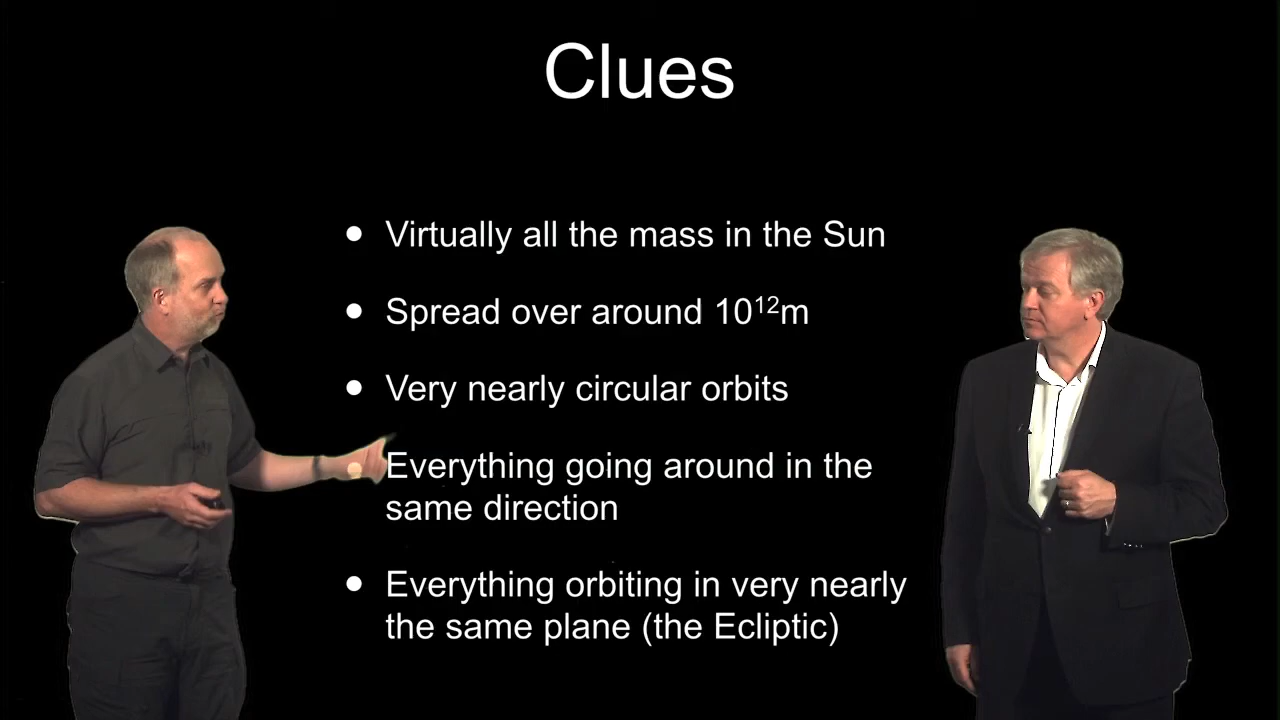 Clues
• Virtually all the mass in the Sun
• Spread over around 10¹²m
• Very nearly circular orbits
• Everything going around in the
same direction
• Everything orbiting in very nearly
the same plane (the Ecliptic)